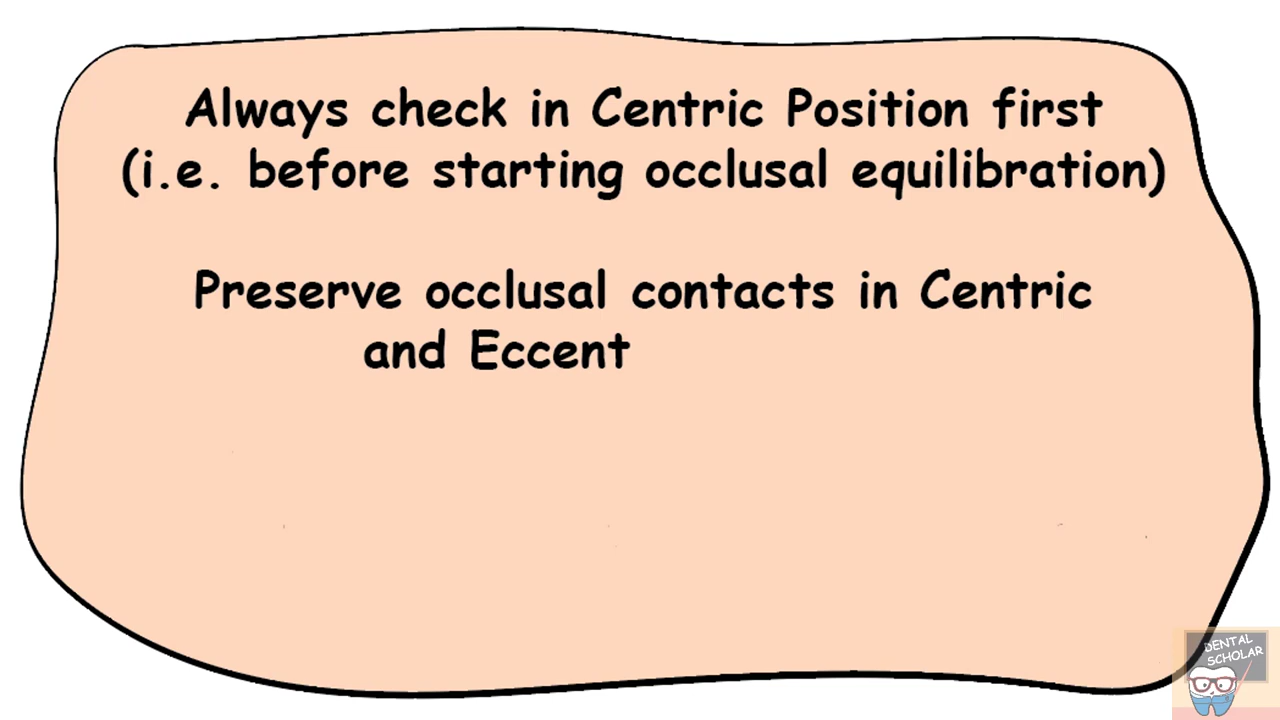 Always check in Centric Position first
(i.e. before starting occlusal equilibration)
Preserve occlusal contacts in Centric
and Eccent
DENTAL
SCHOLAR